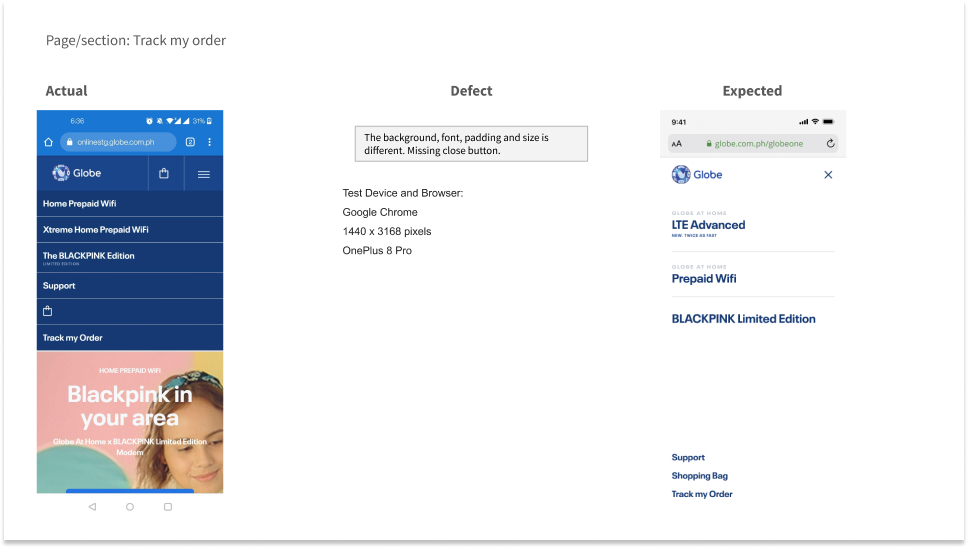 Page/section: Track my order
Actual
Defect
Expected
6:36
31%
onlinestg.globe.com.ph
2
Globe
Home Prepaid Wifi
Xtreme Home Prepaid WiFi
The BLACKPINK Edition
LIMITED EDITION
Support
Track my Order
HOME PREPAID WIFI
Blackpink in
your area
Globe At Home x BLACKPINK Limited Edition
Modem
The background, font, padding and size is
different. Missing close button.
Test Device and Browser:
Google Chrome
1440 x 3168 pixels
OnePlus 8 Pro
9:41
AA
globe.com.ph/globeone
Globe
GLOBE AT HOME
LTE Advanced
NEW. TWICE AS FAST
GLOBE AT HOME
Prepaid Wifi
BLACKPINK Limited Edition
Support
Shopping Bag
Track my Order